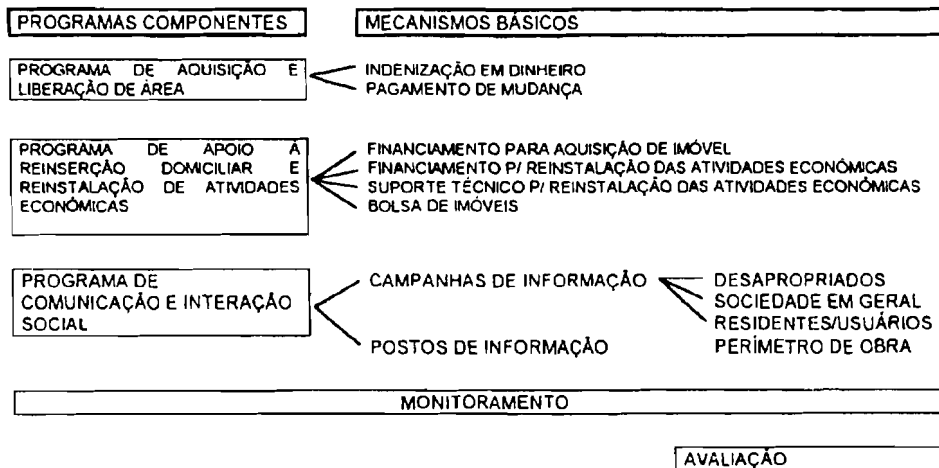 PROGRAMAS COMPONENTES
MECANISMOS BÁSICOS
PROGRAMA DE AQUISIÇÃO E
LIBERAÇÃO DE ÁREA
INDENIZAÇÃO EM DINHEIRO
PAGAMENTO DE MUDANÇA
PROGRAMA DE APOIO À
REINSERÇÃO DOMICILIAR E
REINSTALAÇÃO DE ATIVIDADES
ECONÔMICAS
FINANCIAMENTO PARA AQUISIÇÃO DE IMÓVEL
FINANCIAMENTO P/ REINSTALAÇÃO DAS ATIVIDADES ECONÔMICAS
SUPORTE TÉCNICO P/ REINSTALAÇÃO DAS ATIVIDADES ECONÔMICAS
BOLSA DE IMÓVEIS
PROGRAMA DE
COMUNICAÇÃO E INTERAÇÃO
SOCIAL
CAMPANHAS DE INFORMAÇÃO
POSTOS DE INFORMAÇÃO
DESAPROPRIADOS
SOCIEDADE EM GERAL
RESIDENTES/USUÁRIOS
PERÍMETRO DE OBRA
MONITORAMENTO
AVALIAÇÃO